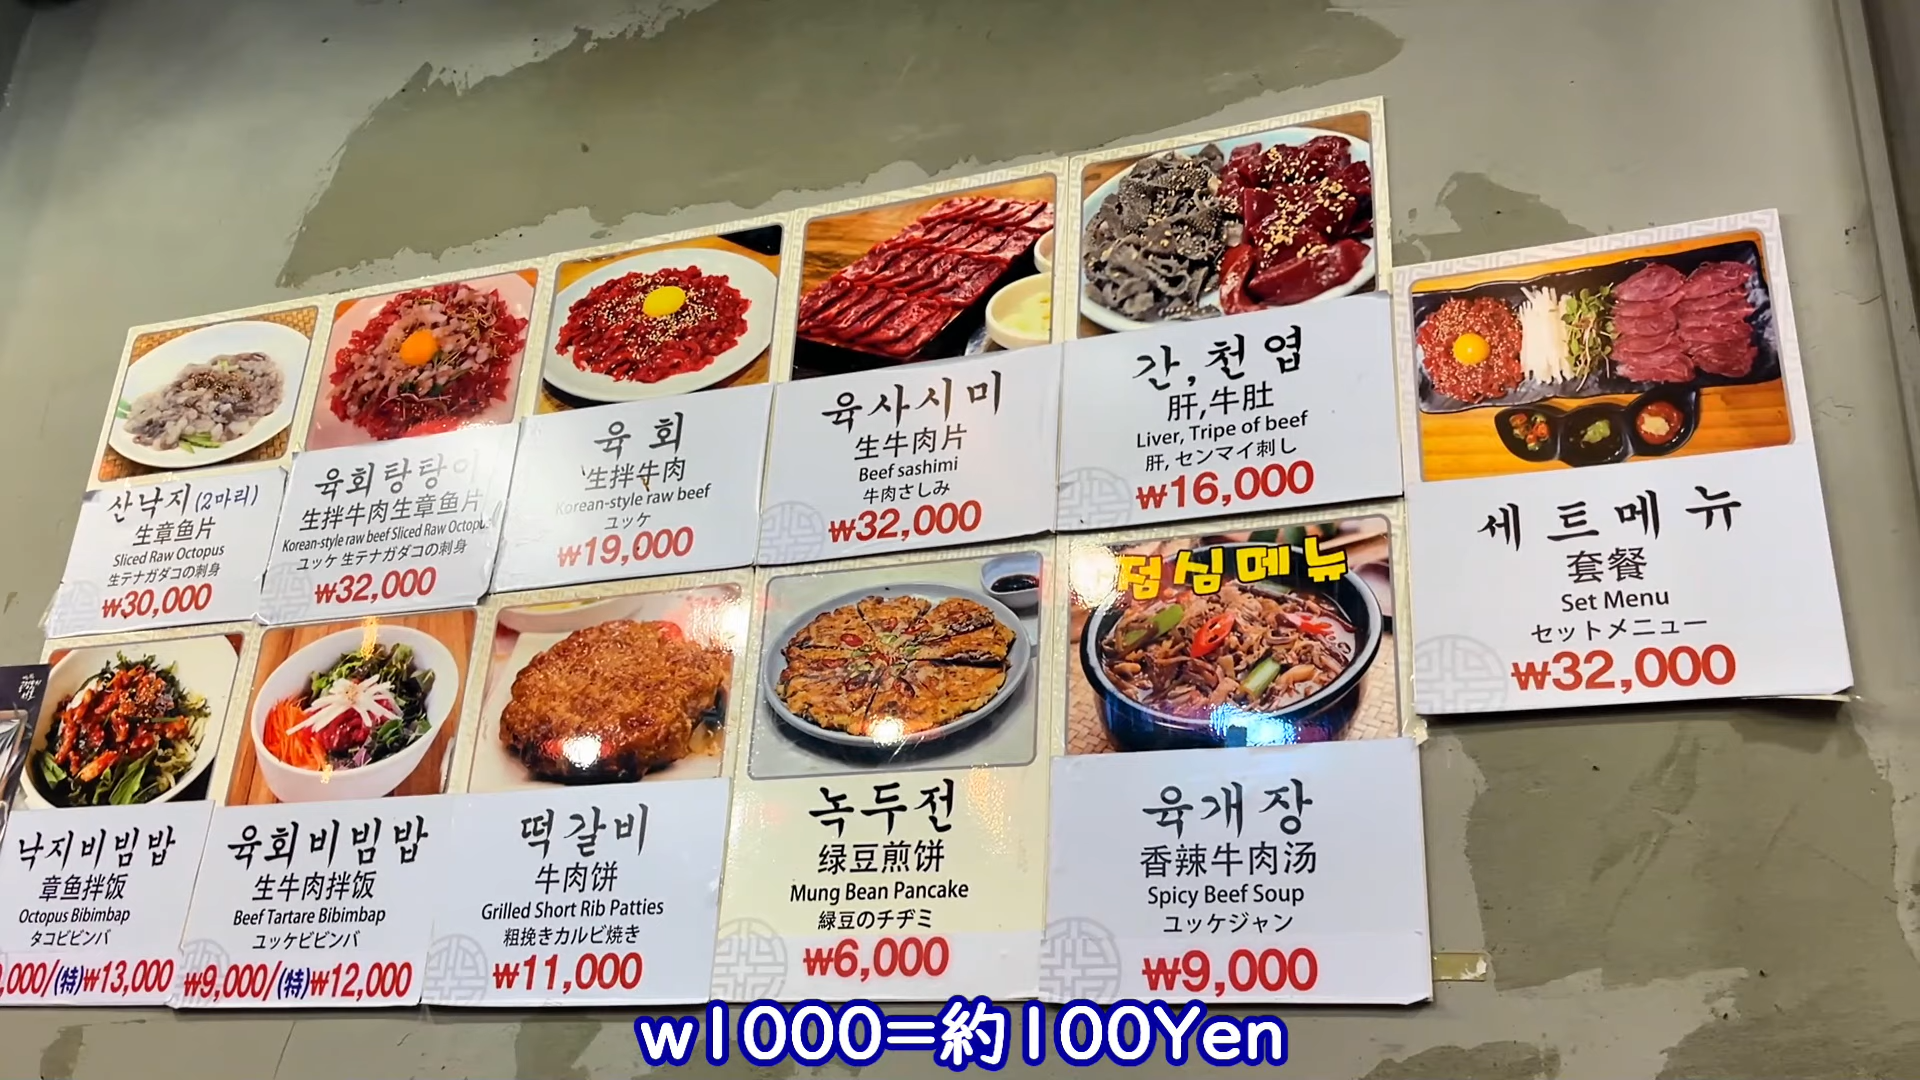 산낙지 (2마리)
生章鱼片
Sliced Raw Octopus
生テナガダコの刺身
₩30,000
육회탕탕이
生拌牛肉生章鱼片
Korean-style raw beef Sliced Raw Octopus
ユッケ 生テナガダコの刺身
₩32,000
육회
生拌牛肉
Korean-style raw beef
ユッケ
₩19,000
육사시미
生牛肉片
Beef sashimi
牛肉さしみ
₩32,000
간,천엽
肝,牛肚
Liver, Tripe of beef
肝, センマイ刺し
₩16,000
세트메뉴
套餐
Set Menu
セットメニュー
₩32,000
낙지비빔밥
章鱼拌饭
Octopus Bibimbap
タコビビンバ
,000/(特)₩13,000
육회비빔밥
生牛肉拌饭
Beef Tartare Bibimbap
ユッケビビンバ
₩9,000/(特)₩12,000
떡갈비
牛肉饼
Grilled Short Rib Patties
粗挽きカルビ焼き
₩11,000
녹두전
绿豆煎饼
Mung Bean Pancake
緑豆のチヂミ
₩6,000
점심메뉴
육개장
香辣牛肉汤
Spicy Beef Soup
ユッケジャン
₩9,000
w1000=約100Yen